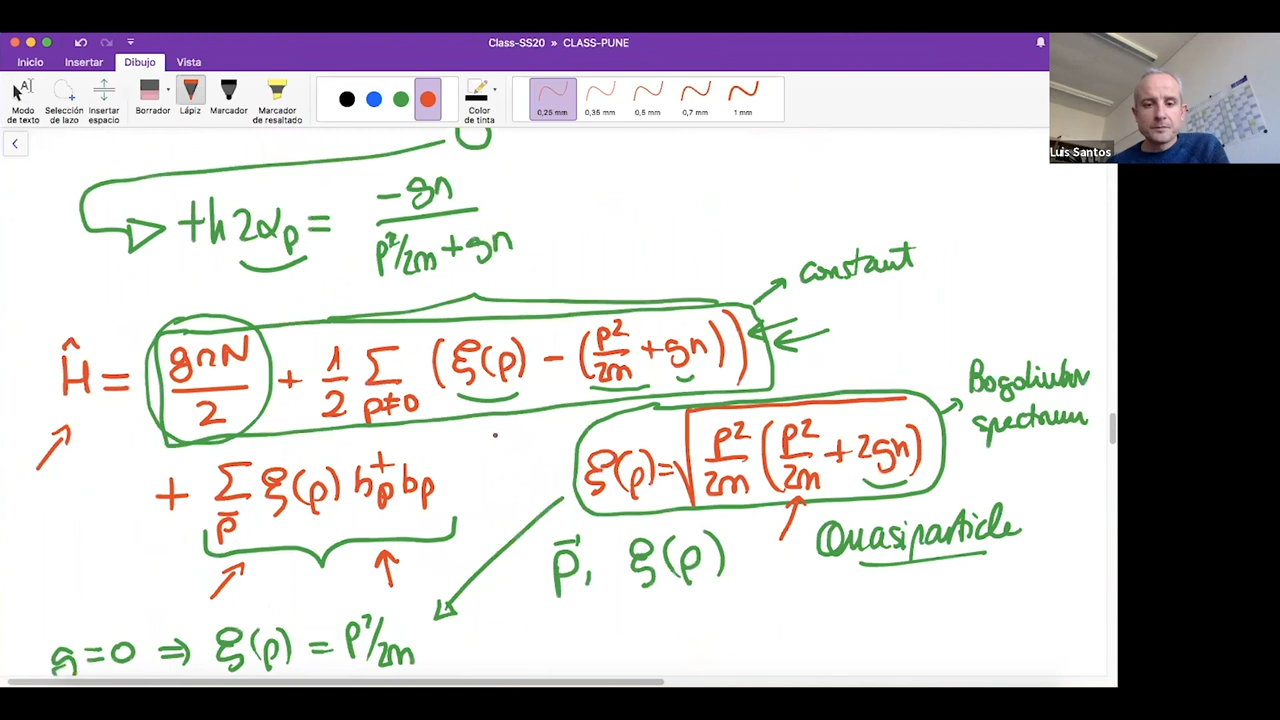 Class-SS20 » CLASS-PUNE
Inicio Insertar Dibujo Vista
Modo de texto
Selección de lazo
Insertar espacio
Borrador
Lápiz
Marcador
Marcador de resaltado
Color de tinta
0,25 mm 0,35 mm 0,5 mm 0,7 mm 1 mm
Luis Santos
th 2αₚ = -gn / (p²/2m + gn)
constant
Ĥ = gnN/2 + 1/2 Σ_{p≠0} (ξ(p) - (p²/2m + gn))
Bogoliubov
spectrum
ξ(p) = √(p²/2m (p²/2m + 2gn))
+ Σ_p̄ ξ(p) bₚ⁺ bₚ
Quasiparticle
p⃗, ξ(p)
g=0 ⇒ ξ(p) = p²/2m